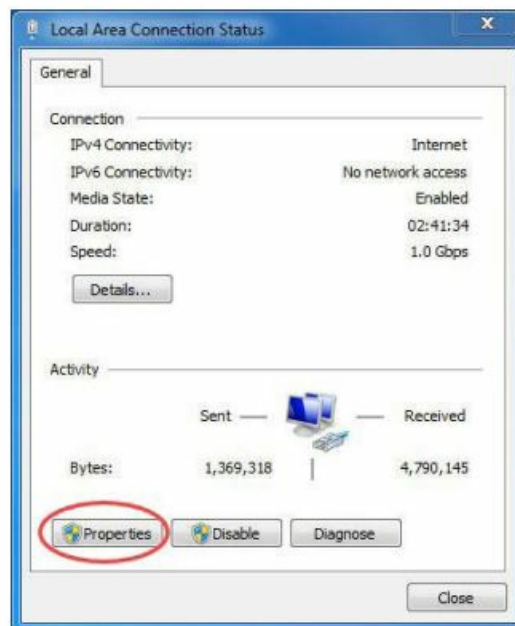 Local Area Connection Status
General
Connection
IPv4 Connectivity: Internet
IPv6 Connectivity: No network access
Media State: Enabled
Duration: 02:41:34
Speed: 1.0 Gbps
Details...
Activity
Sent Received
Bytes: 1,369,318 4,790,145
Properties Disable Diagnose
Close